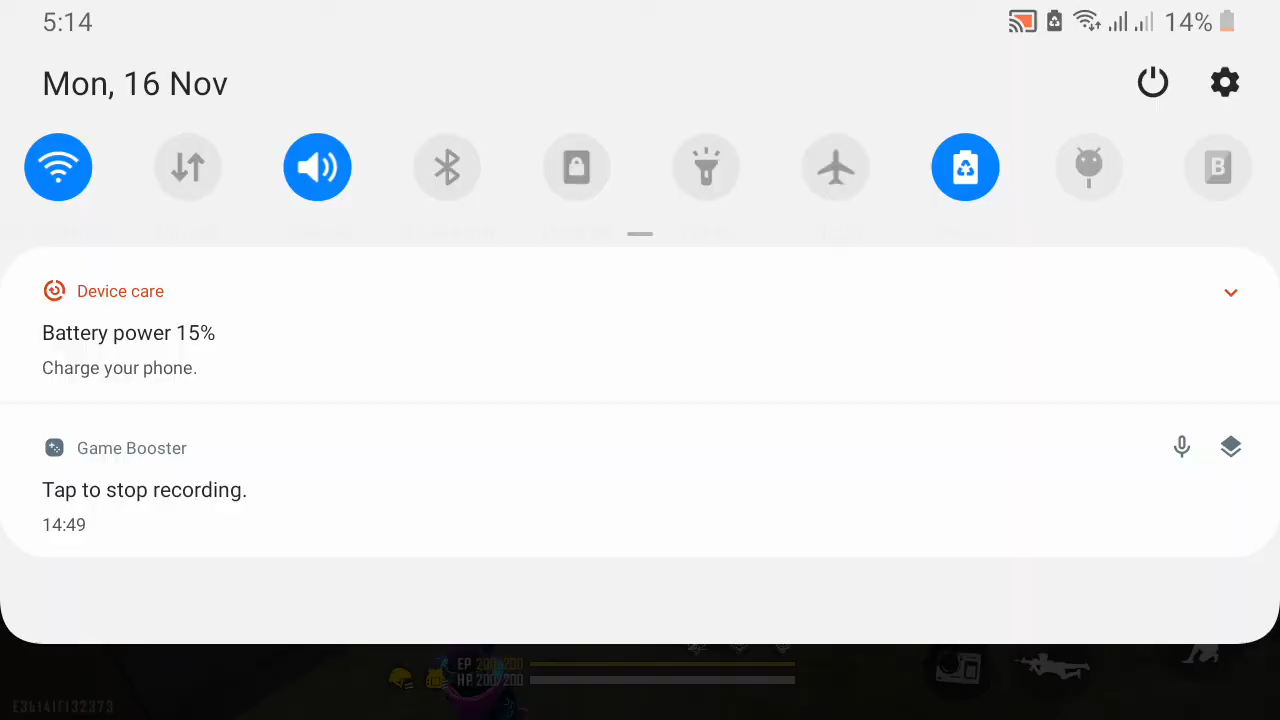 5:14
14%
Mon, 16 Nov
B
Device care
Battery power 15%
Charge your phone.
Game Booster
Tap to stop recording.
14:49
EP 200/200
HP 200/200